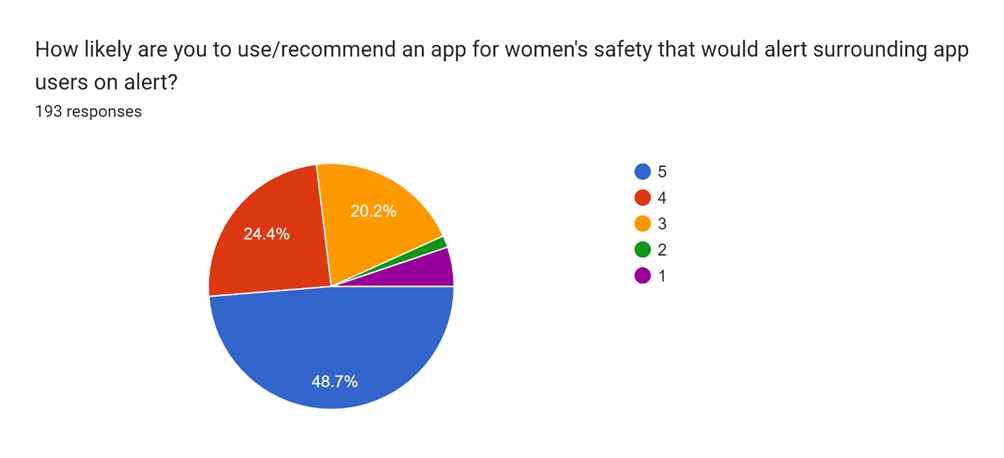 How likely are you to use/recommend an app for women's safety that would alert surrounding app
users on alert?
193 responses
20.2%
24.4%
48.7%
5
4
3
2
1